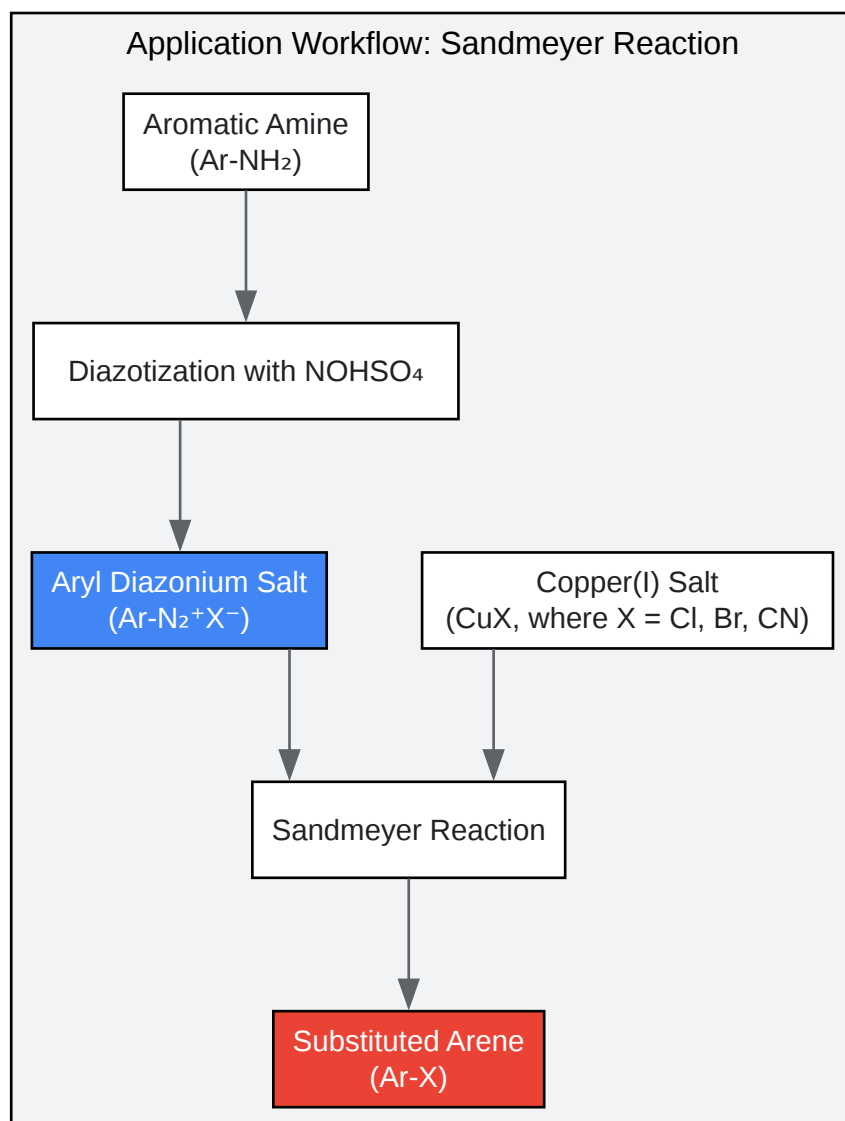 Application Workflow: Sandmeyer Reaction
Aromatic Amine
(Ar-NH₂)
Diazotization with NOHSO₄
Aryl Diazonium Salt
(Ar-N₂⁺X⁻)
Copper(I) Salt
(CuX, where X = Cl, Br, CN)
Sandmeyer Reaction
Substituted Arene
(Ar-X)